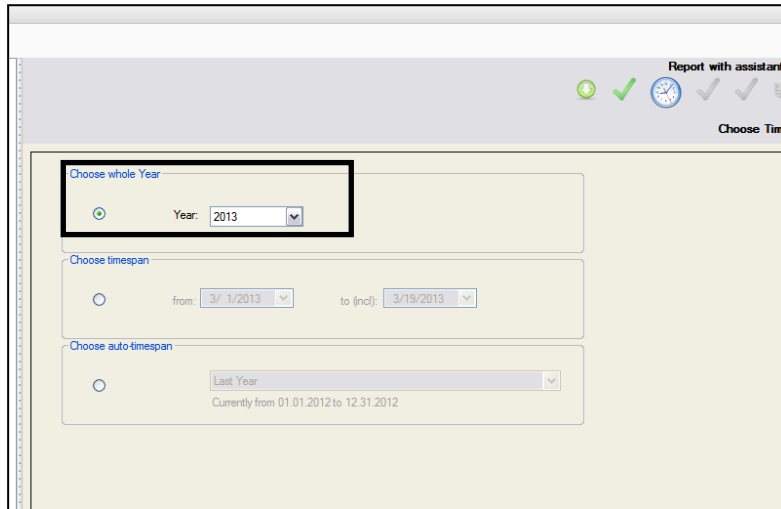 Report with assistant
Choose Tim
Choose whole Year
Year: 2013
Choose timespan
from: 3/ 1/2013 to (incl): 3/19/2013
Choose auto-timespan
Last Year
Currently from 01.01.2012 to 12.31.2012